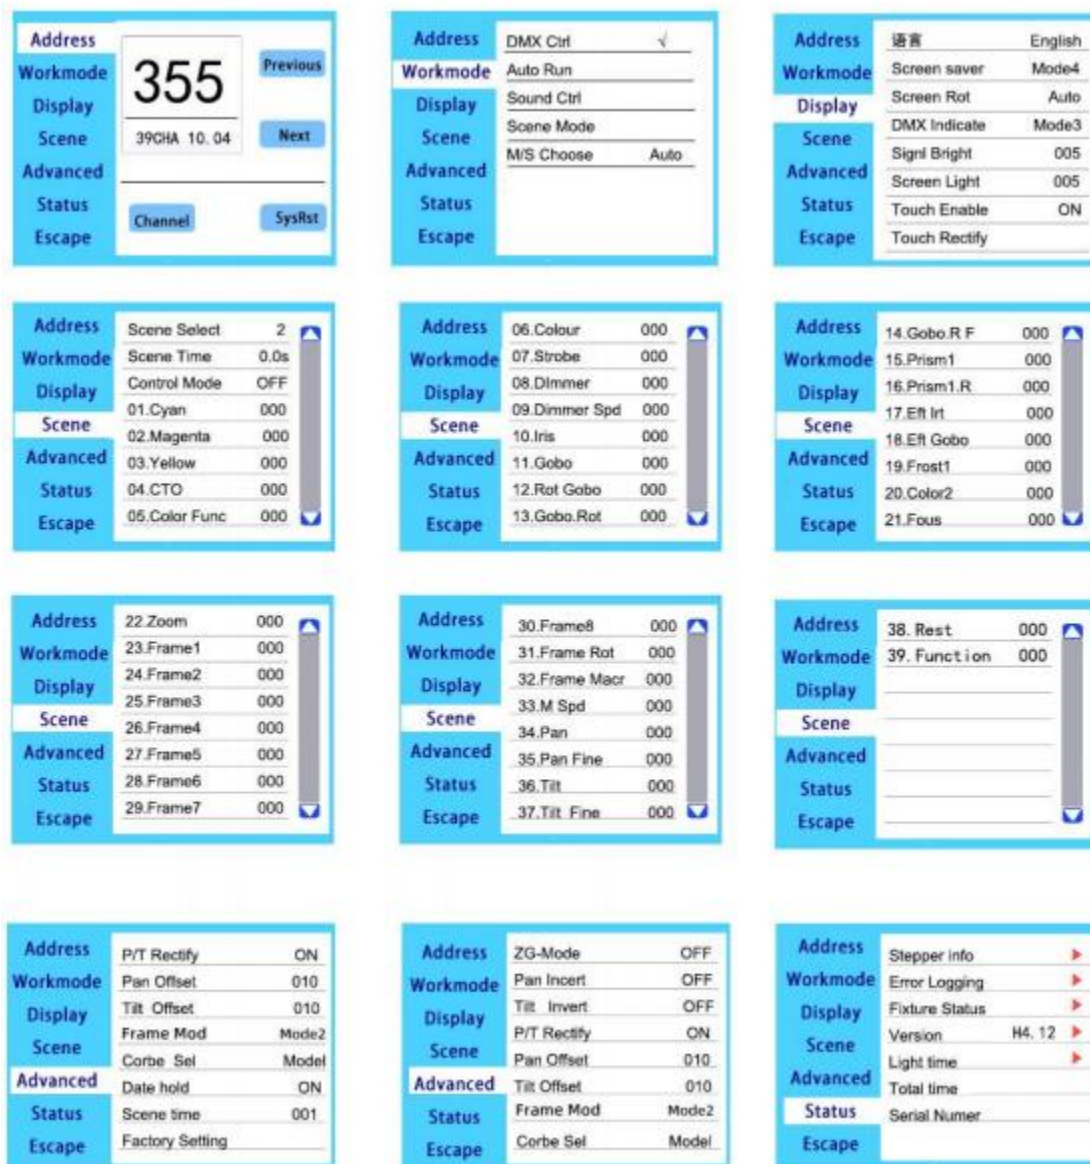 Address
Workmode
Display
Scene
Advanced
Status
Escape
355
39CHA 10.04
Previous
Next
Channel
SysRst
Address
Workmode
Display
Scene
Advanced
Status
Escape
DMX Ctrl √
Auto Run
Sound Ctrl
Scene Mode
M/S Choose Auto
Address
Workmode
Display
Scene
Advanced
Status
Escape
语言 English
Screen saver Mode4
Screen Rot Auto
DMX Indicate Mode3
Signl Bright 005
Screen Light 005
Touch Enable ON
Touch Rectify
Address
Workmode
Display
Scene
Advanced
Status
Escape
Scene Select 2
Scene Time 0.0s
Control Mode OFF
01.Cyan 000
02.Magenta 000
03.Yellow 000
04.CTO 000
05.Color Func 000
Address
Workmode
Display
Scene
Advanced
Status
Escape
06.Colour 000
07.Strobe 000
08.DImmer 000
09.Dimmer Spd 000
10.Iris 000
11.Gobo 000
12.Rot Gobo 000
13.Gobo.Rot 000
Address
Workmode
Display
Scene
Advanced
Status
Escape
14.Gobo.R F 000
15.Prism1 000
16.Prism1.R 000
17.Eft Irt 000
18.Eft Gobo 000
19.Frost1 000
20.Color2 000
21.Fous 000
Address
Workmode
Display
Scene
Advanced
Status
Escape
22.Zoom 000
23.Frame1 000
24.Frame2 000
25.Frame3 000
26.Frame4 000
27.Frame5 000
28.Frame6 000
29.Frame7 000
Address
Workmode
Display
Scene
Advanced
Status
Escape
30.Frame8 000
31.Frame Rot 000
32.Frame Macr 000
33.M Spd 000
34.Pan 000
35.Pan Fine 000
36.Tilt 000
37.Tilt Fine 000
Address
Workmode
Display
Scene
Advanced
Status
Escape
38.Rest 000
39.Function 000
Address
Workmode
Display
Scene
Advanced
Status
Escape
P/T Rectify ON
Pan Offset 010
Tilt Offset 010
Frame Mod Mode2
Corbe Sel Model
Date hold ON
Scene time 001
Factory Setting
Address
Workmode
Display
Scene
Advanced
Status
Escape
ZG-Mode OFF
Pan Incert OFF
Tilt Invert OFF
P/T Rectify ON
Pan Offset 010
Tilt Offset 010
Frame Mod Mode2
Corbe Sel Model
Address
Workmode
Display
Scene
Advanced
Status
Escape
Stepper info
Error Logging
Fixture Status
Version H4.12
Light time
Total time
Serial Numer